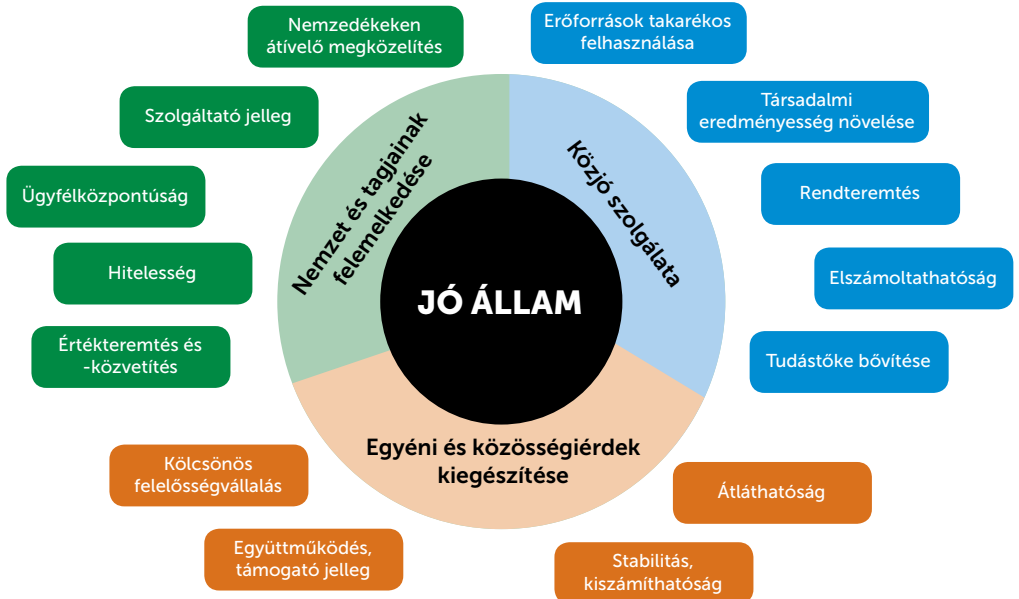 Nemzedékeken
átívelő megközelítés
Szolgáltató jelleg
Ügyfélközpontúság
Hitelesség
Értékteremtés és
-közvetítés
Erőforrások takarékos
felhasználása
Társadalmi
eredményesség növelése
Rendteremtés
Elszámoltathatóság
Tudástőke bővítése
Nemzet és tagjainak
felemelkedése
Közjó szolgálata
JÓ ÁLLAM
Egyéni és közösségiérdek
kiegészítése
Kölcsönös
felelősségvállalás
Együttműködés,
támogató jelleg
Átláthatóság
Stabilitás,
kiszámíthatóság